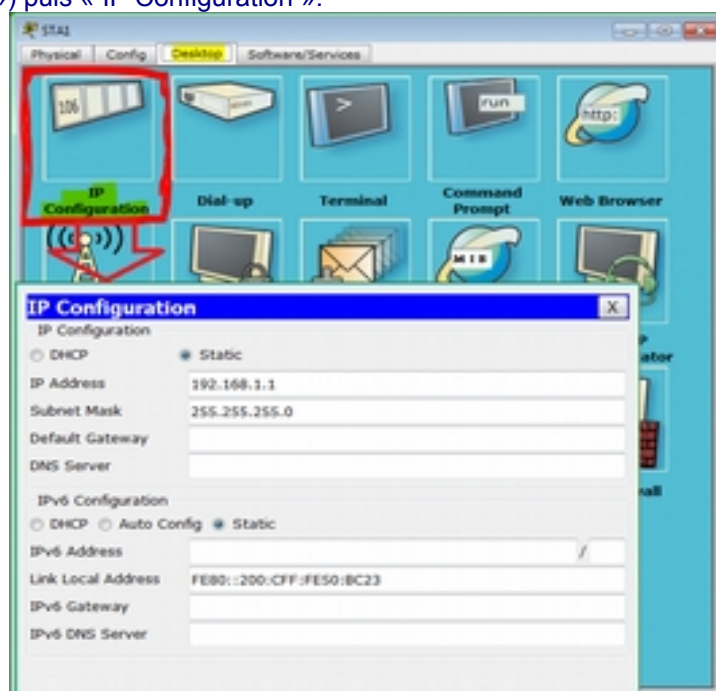 ») puis « IP Configuration ».
STA1
Physical Config Desktop Software/Services
106
run
http:
IP Configuration
Dial-up
Terminal
Command Prompt
Web Browser
MIB
IP Configuration X
IP Configuration
DHCP Static
IP Address 192.168.1.1
Subnet Mask 255.255.255.0
Default Gateway
DNS Server
IPv6 Configuration
DHCP Auto Config Static
IPv6 Address /
Link Local Address FE80::200:CFF:FE50:BC23
IPv6 Gateway
IPv6 DNS Server